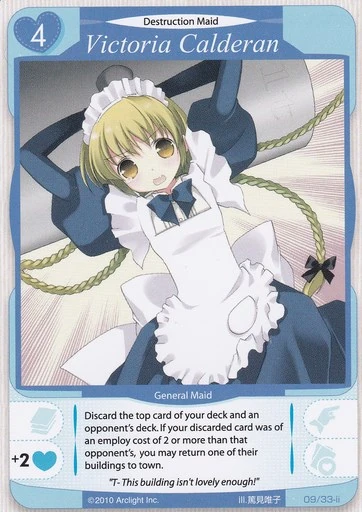 Destruction Maid
4
Victoria Calderan
General Maid
Discard the top card of your deck and an
opponent's deck. If your discarded card was of
an employ cost of 2 or more than that
opponent's, you may return one of their
buildings to town.
+2
"T- This building isn't lovely enough!"
©2010 Arclight Inc.
Ill.篤見唯子
09/33-ii